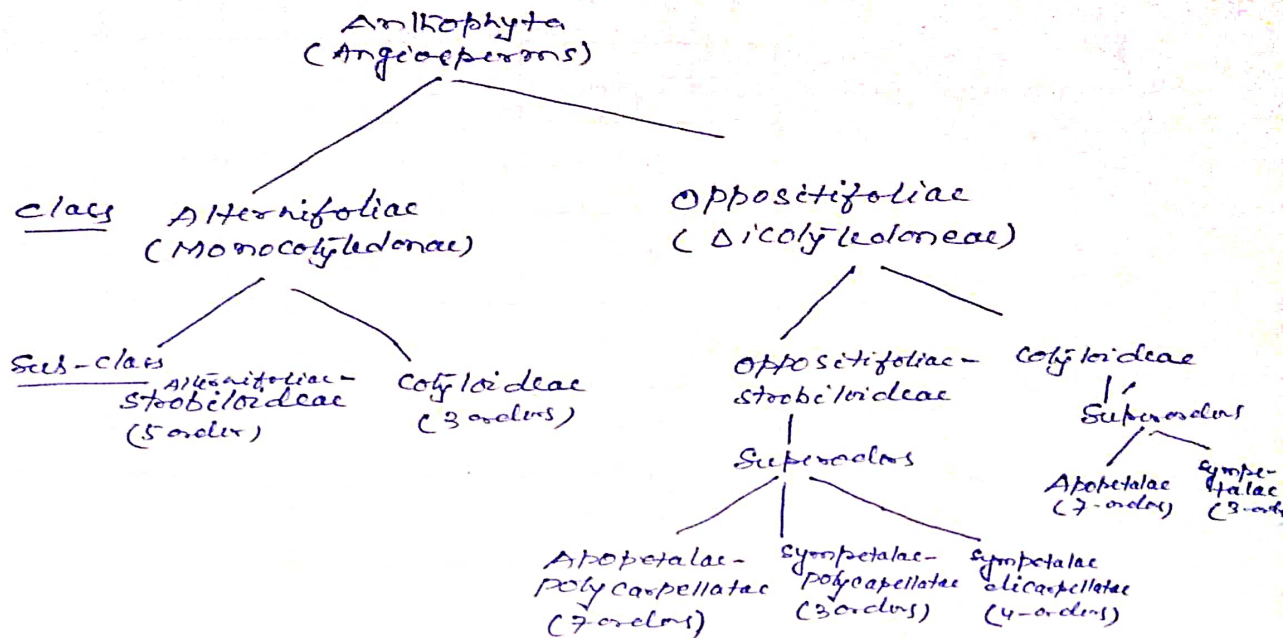 Anthophyta
(Angiosperms)
class Alternifoliae
(Monocotyledonae)
Oppositifoliae
(Dicotyledoneae)
Sub-class
Alternifoliae-
Strobiloideae
(5 order)
Cotyloideae
(3 orders)
Oppositifoliae-
strobiloideae
Cotyloideae
Superorders
Superorders
Apopetalae
(7-orders)
Sympe-
talae
(3-ord
Apopetalae-
polycarpellatae
(7 orders)
Sympetalae-
polycapellatae
(3 orders)
Sympetalae
dicarpellatae
(4-orders)